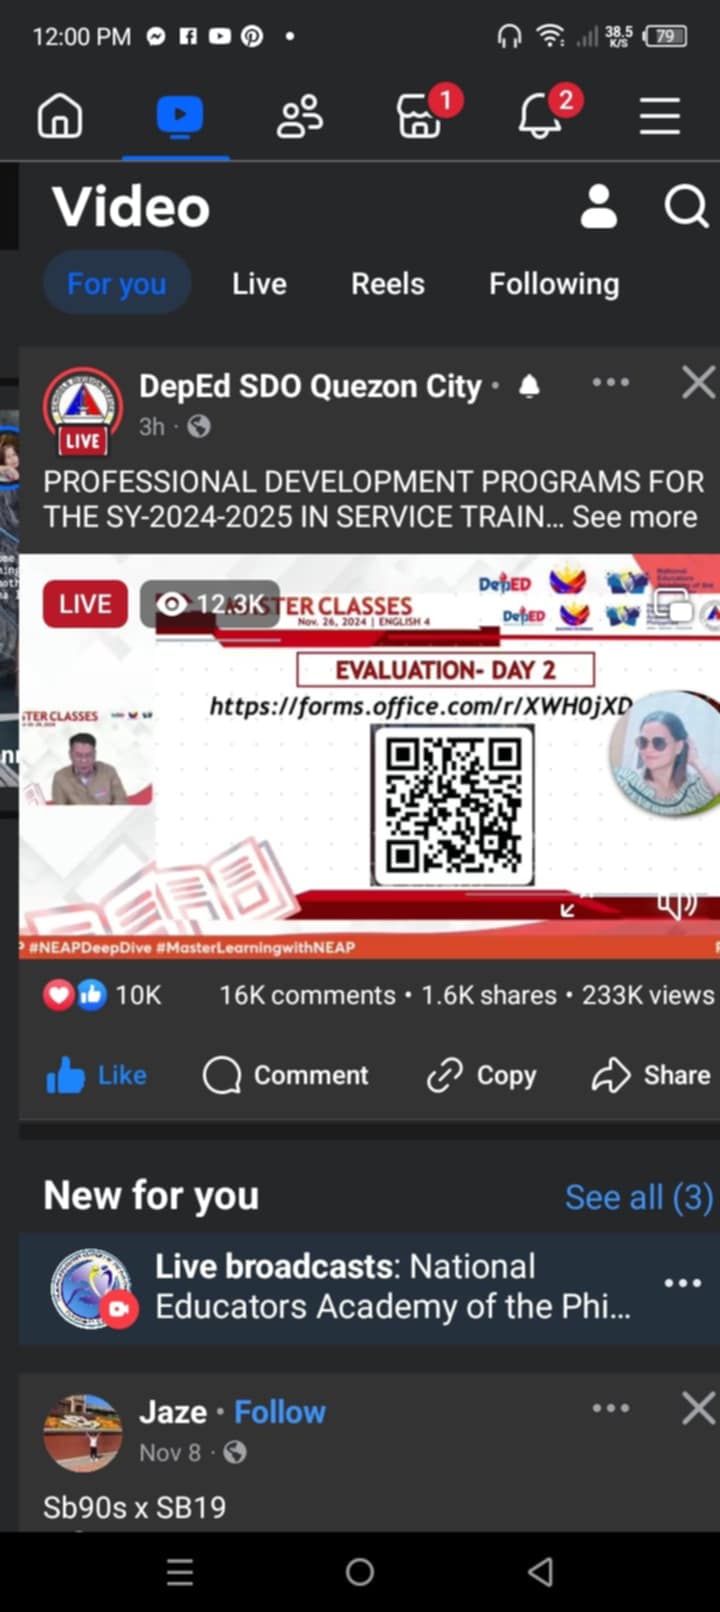 12:00 PM
38.5
K/S
79
1
2
Video
For you
Live
Reels
Following
DepEd SDO Quezon City
LIVE
3h
PROFESSIONAL DEVELOPMENT PROGRAMS FOR
THE SY-2024-2025 IN SERVICE TRAIN... See more
LIVE
12.3K
TER CLASSES
Nov. 26, 2024 | ENGLISH 4
DepED
DepED
EVALUATION- DAY 2
https://forms.office.com/r/XWH0jXD
TER CLASSES
#NEAPDeepDive #MasterLearningwithNEAP
10K
16K comments • 1.6K shares • 233K views
Like
Comment
Copy
Share
New for you
See all (3)
Live broadcasts: National
Educators Academy of the Phi...
Jaze • Follow
Nov 8
Sb90s x SB19